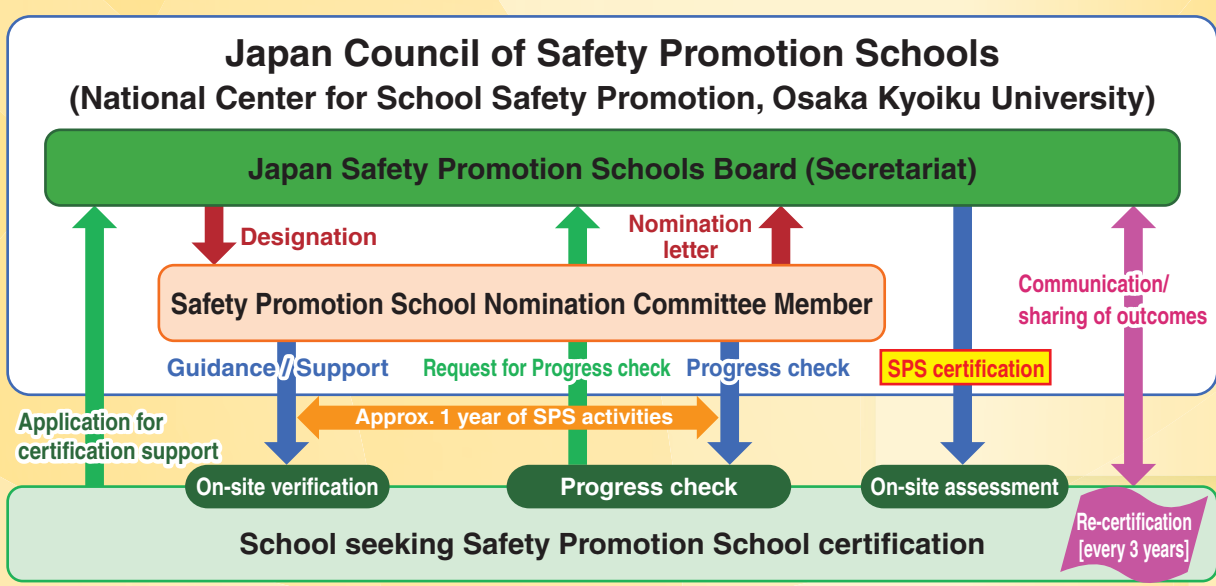 Japan Council of Safety Promotion Schools
(National Center for School Safety Promotion, Osaka Kyoiku University)
Japan Safety Promotion Schools Board (Secretariat)
Designation
Nomination
letter
Safety Promotion School Nomination Committee Member
Communication/
sharing of outcomes
Guidance / Support
Request for Progress check
Progress check
SPS certification
Approx. 1 year of SPS activities
Application for
certification support
On-site verification
Progress check
On-site assessment
Re-certification
[every 3 years]
School seeking Safety Promotion School certification